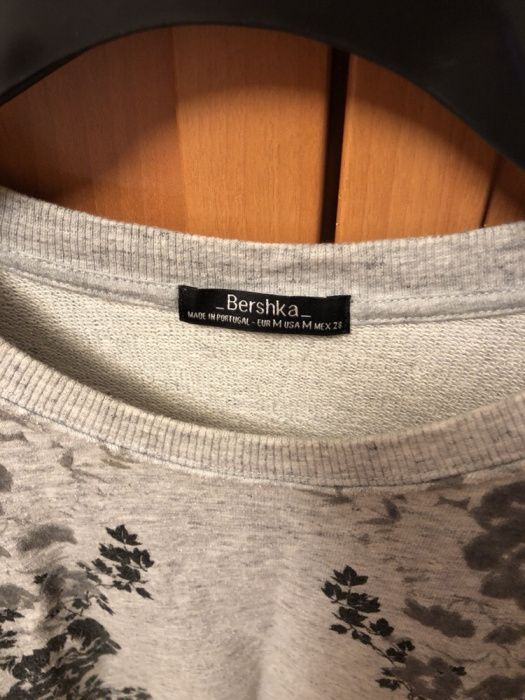 _Bershka_
MADE IN PORTUGAL - EUR M USA M MEX 28